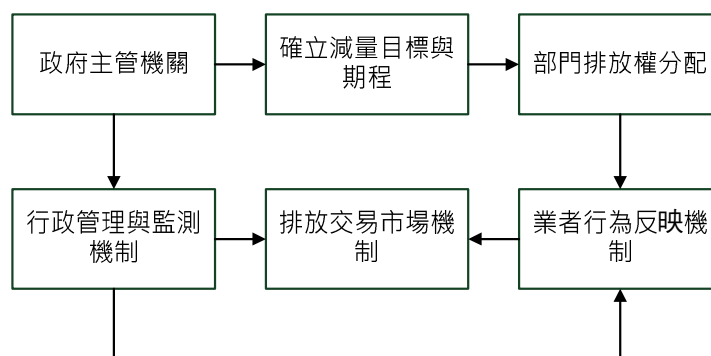 政府主管機關
確立減量目標與
期程
部門排放權分配
行政管理與監測
機制
排放交易市場機
制
業者行為反映機
制